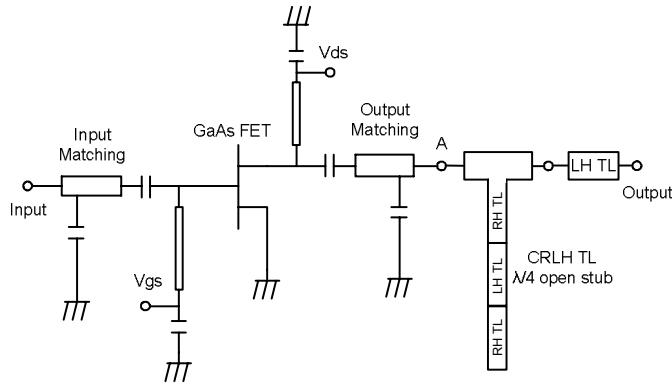 Vds
GaAs FET
Input
Matching
Output
Matching
A
LH TL
Input
Output
RH TL
CRLH TL
LH TL
λ/4 open stub
Vgs
RH TL